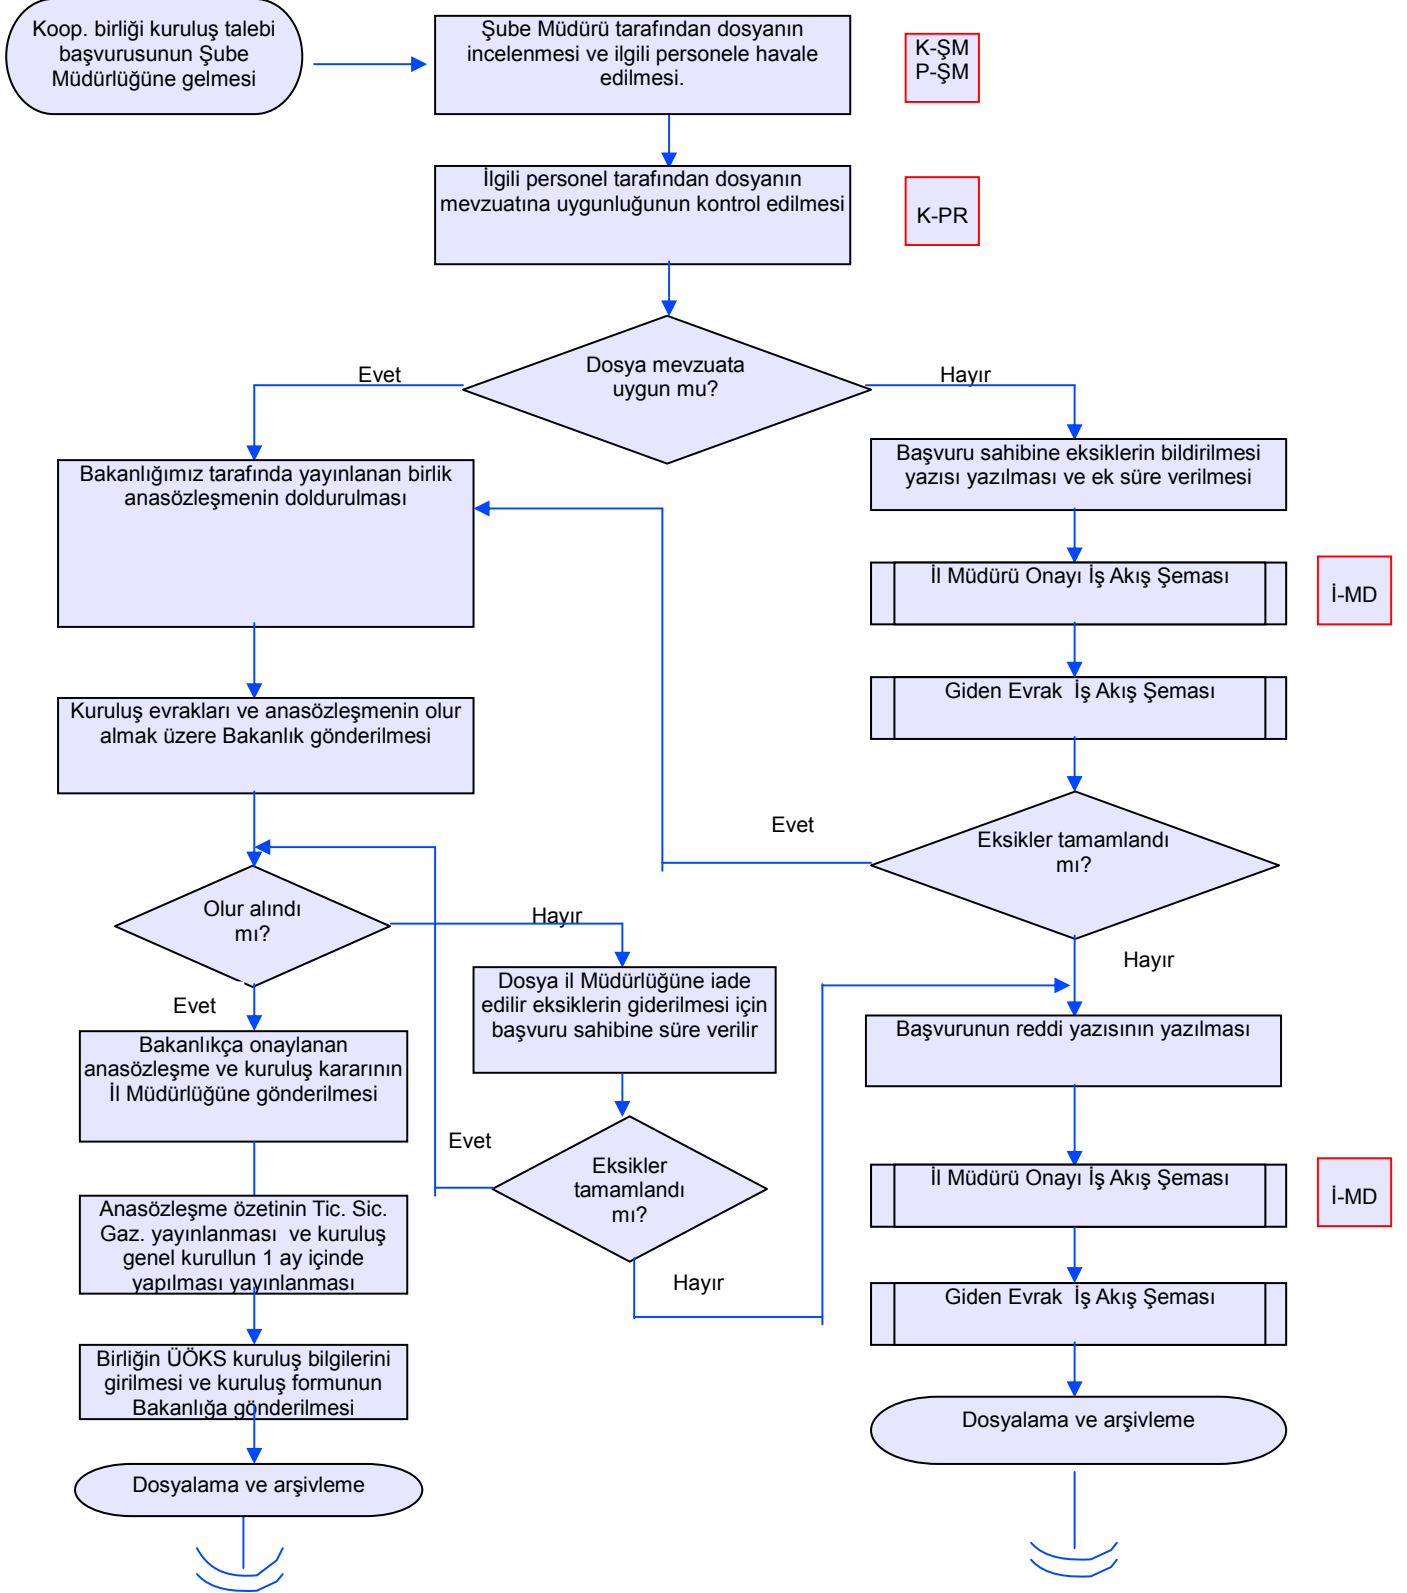 Koop. birliği kuruluş talebi
başvurusunun Şube
Müdürlüğüne gelmesi
Şube Müdürü tarafından dosyanın
incelenmesi ve ilgili personele havale
edilmesi.
K-ŞM
P-ŞM
İlgili personel tarafından dosyanın
mevzuatına uygunluğunun kontrol edilmesi
K-PR
Dosya mevzuata
uygun mu?
Evet
Hayır
Bakanlığımız tarafında yayınlanan birlik
anasözleşmenin doldurulması
Başvuru sahibine eksiklerin bildirilmesi
yazısı yazılması ve ek süre verilmesi
İl Müdürü Onayı İş Akış Şeması
İ-MD
Giden Evrak  İş Akış Şeması
Kuruluş evrakları ve anasözleşmenin olur
almak üzere Bakanlık gönderilmesi
Evet
Eksikler tamamlandı
mı?
Hayır
Olur alındı
mı?
Hayır
Evet
Dosya il Müdürlüğüne iade
edilir eksiklerin giderilmesi için
başvuru sahibine süre verilir
Başvurunun reddi yazısının yazılması
Bakanlıkça onaylanan
anasözleşme ve kuruluş kararının
İl Müdürlüğüne gönderilmesi
Evet
Eksikler
tamamlandı
mı?
Hayır
İl Müdürü Onayı İş Akış Şeması
İ-MD
Anasözleşme özetinin Tic. Sic.
Gaz. yayınlanması  ve kuruluş
genel kurullun 1 ay içinde
yapılması yayınlanması
Giden Evrak  İş Akış Şeması
Birliğin ÜÖKS kuruluş bilgilerini
girilmesi ve kuruluş formunun
Bakanlığa gönderilmesi
Dosyalama ve arşivleme
Dosyalama ve arşivleme